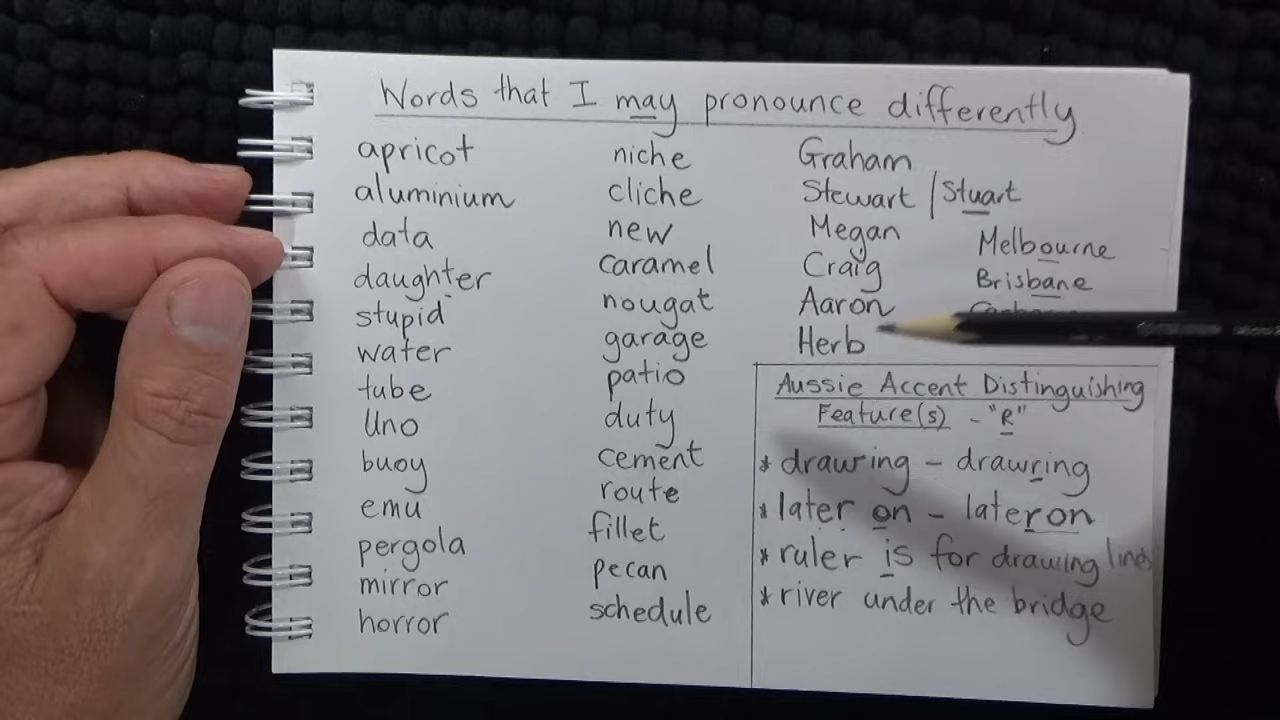 Words that I may pronounce differently
apricot
aluminium
data
daughter
stupid
water
tube
Uno
buoy
emu
pergola
mirror
horror
niche
cliche
new
caramel
nougat
garage
patio
duty
cement
route
fillet
pecan
schedule
Graham
Stewart / Stuart
Megan
Craig
Aaron
Herb
Melbourne
Brisbane
Aussie Accent Distinguishing
Feature(s) - "R"
* drawing - drawring
* later on - lateron
* ruler is for drawing lines
* river under the bridge